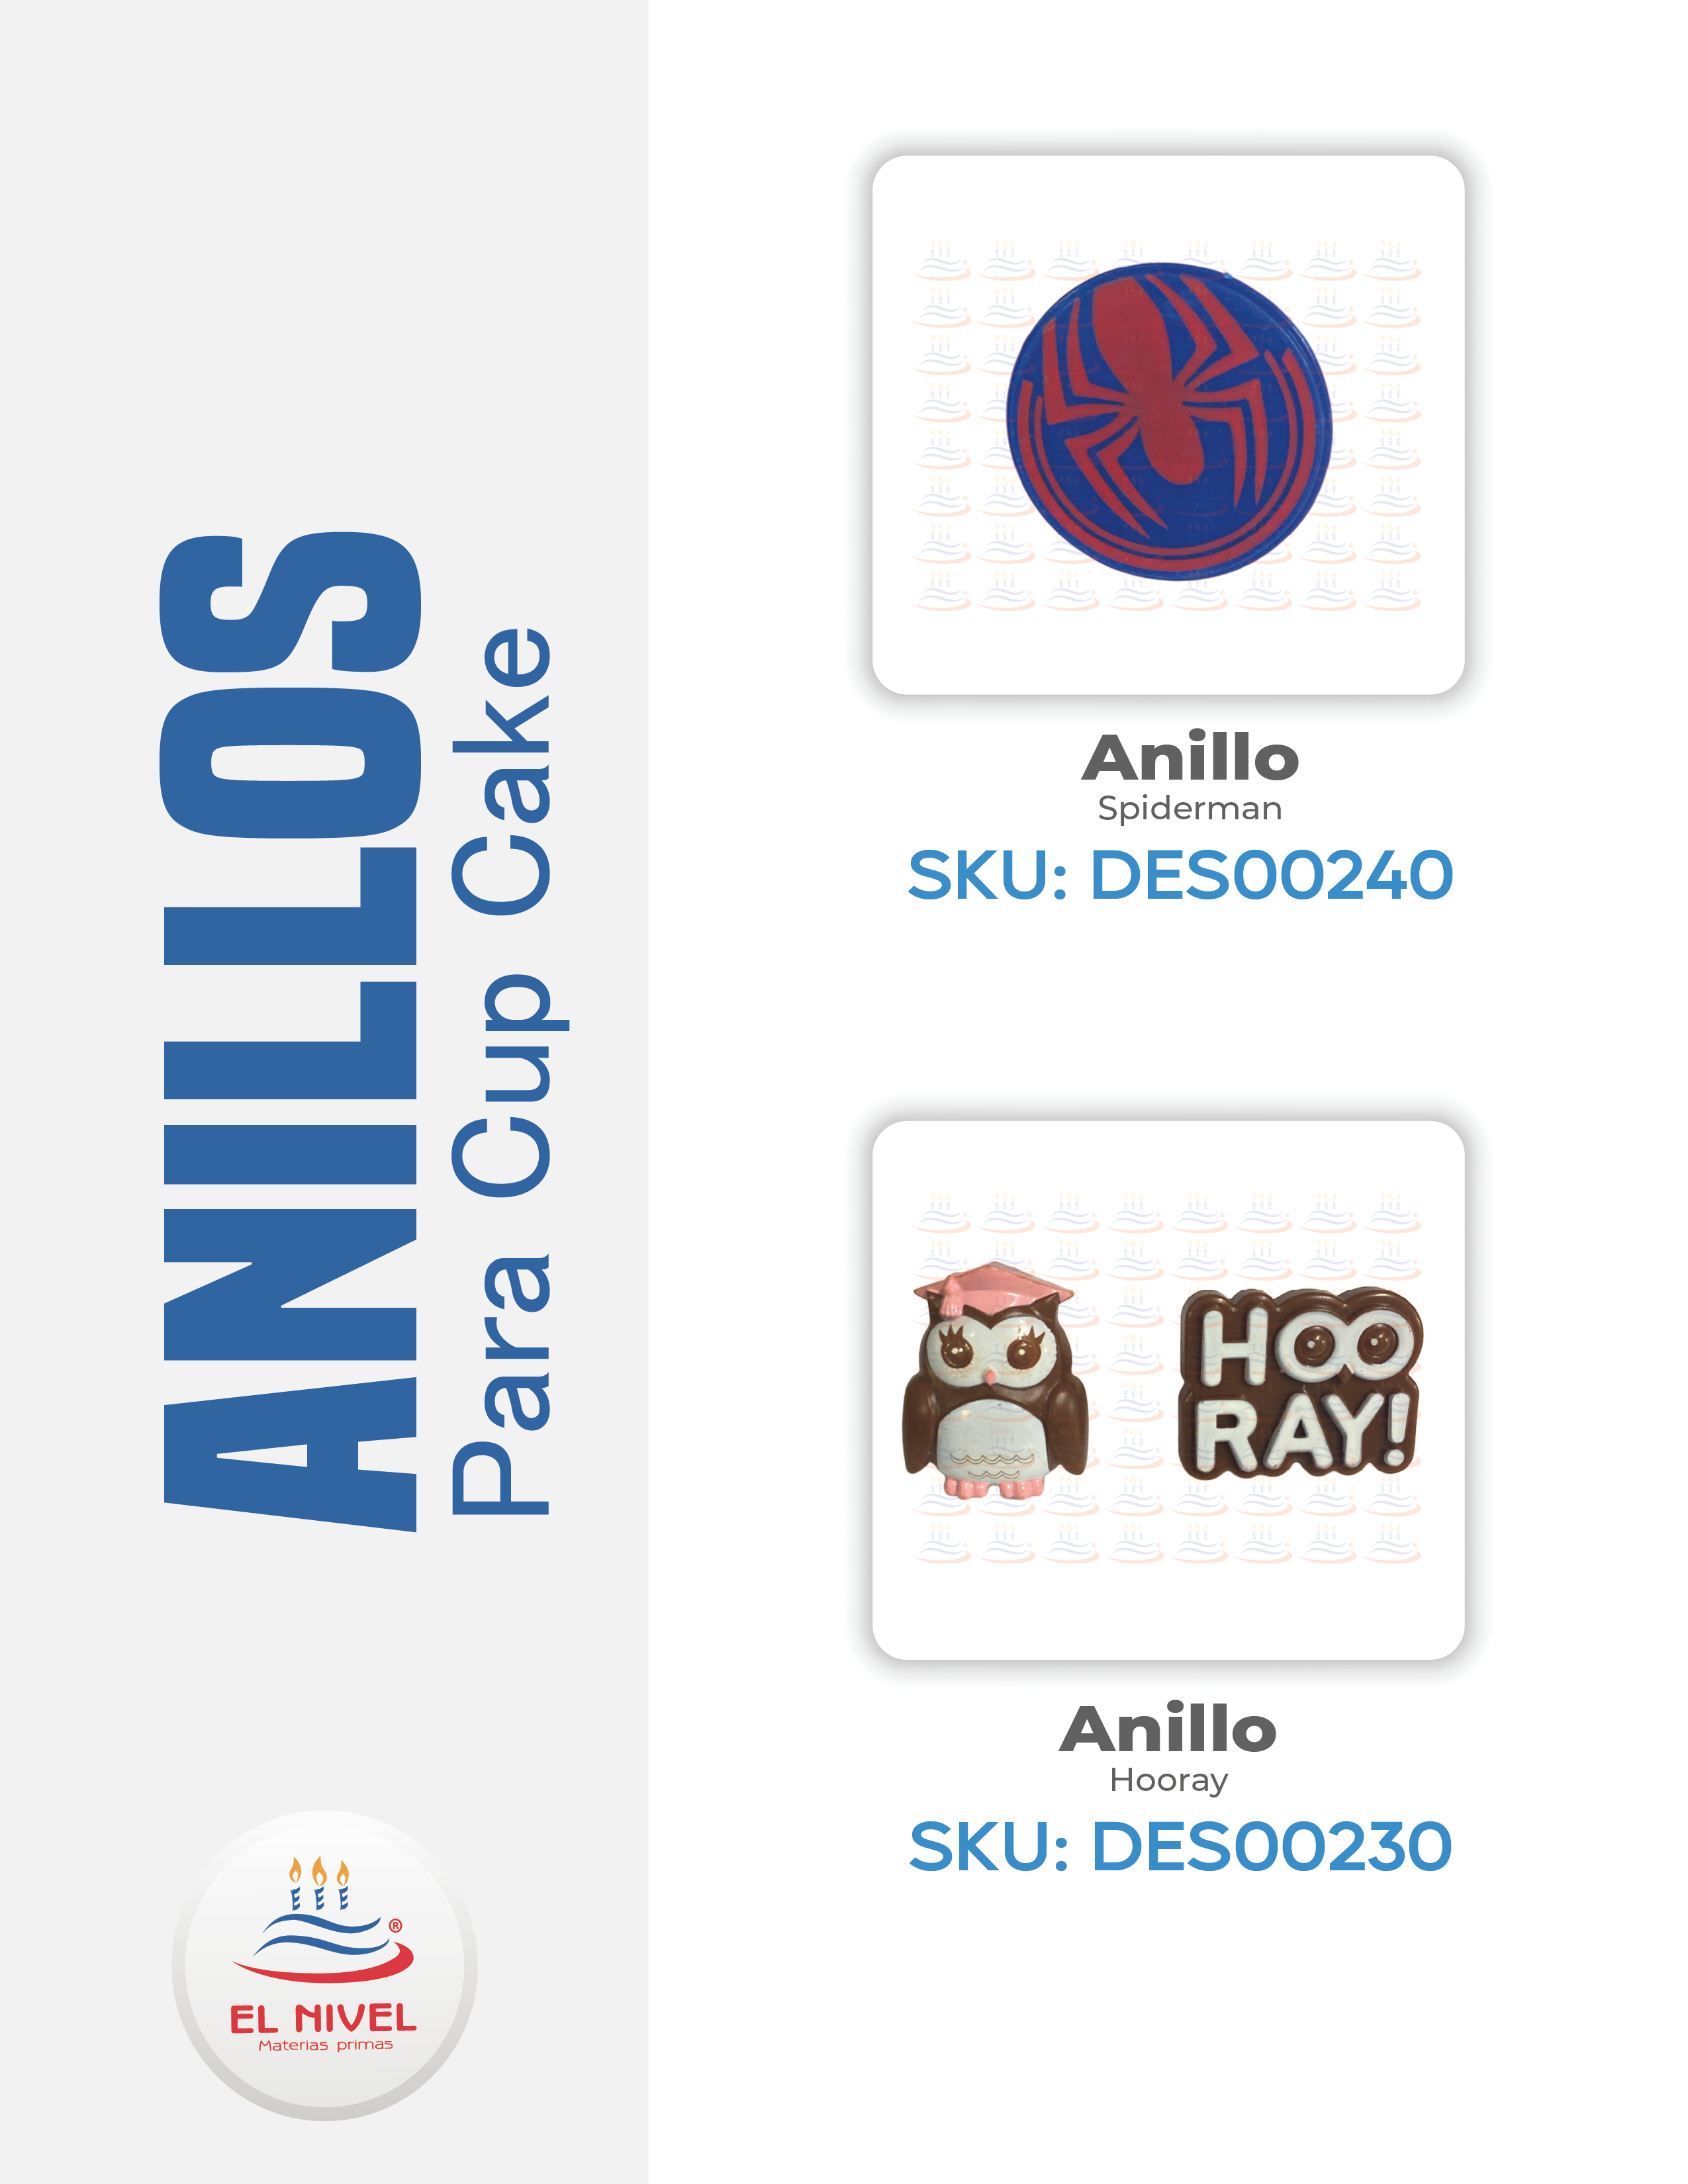 ANILLOS
Para Cup Cake
Anillo
Spiderman
SKU: DES00240
HOO
RAY!
Anillo
Hooray
SKU: DES00230
®
EL NIVEL
Materias primas